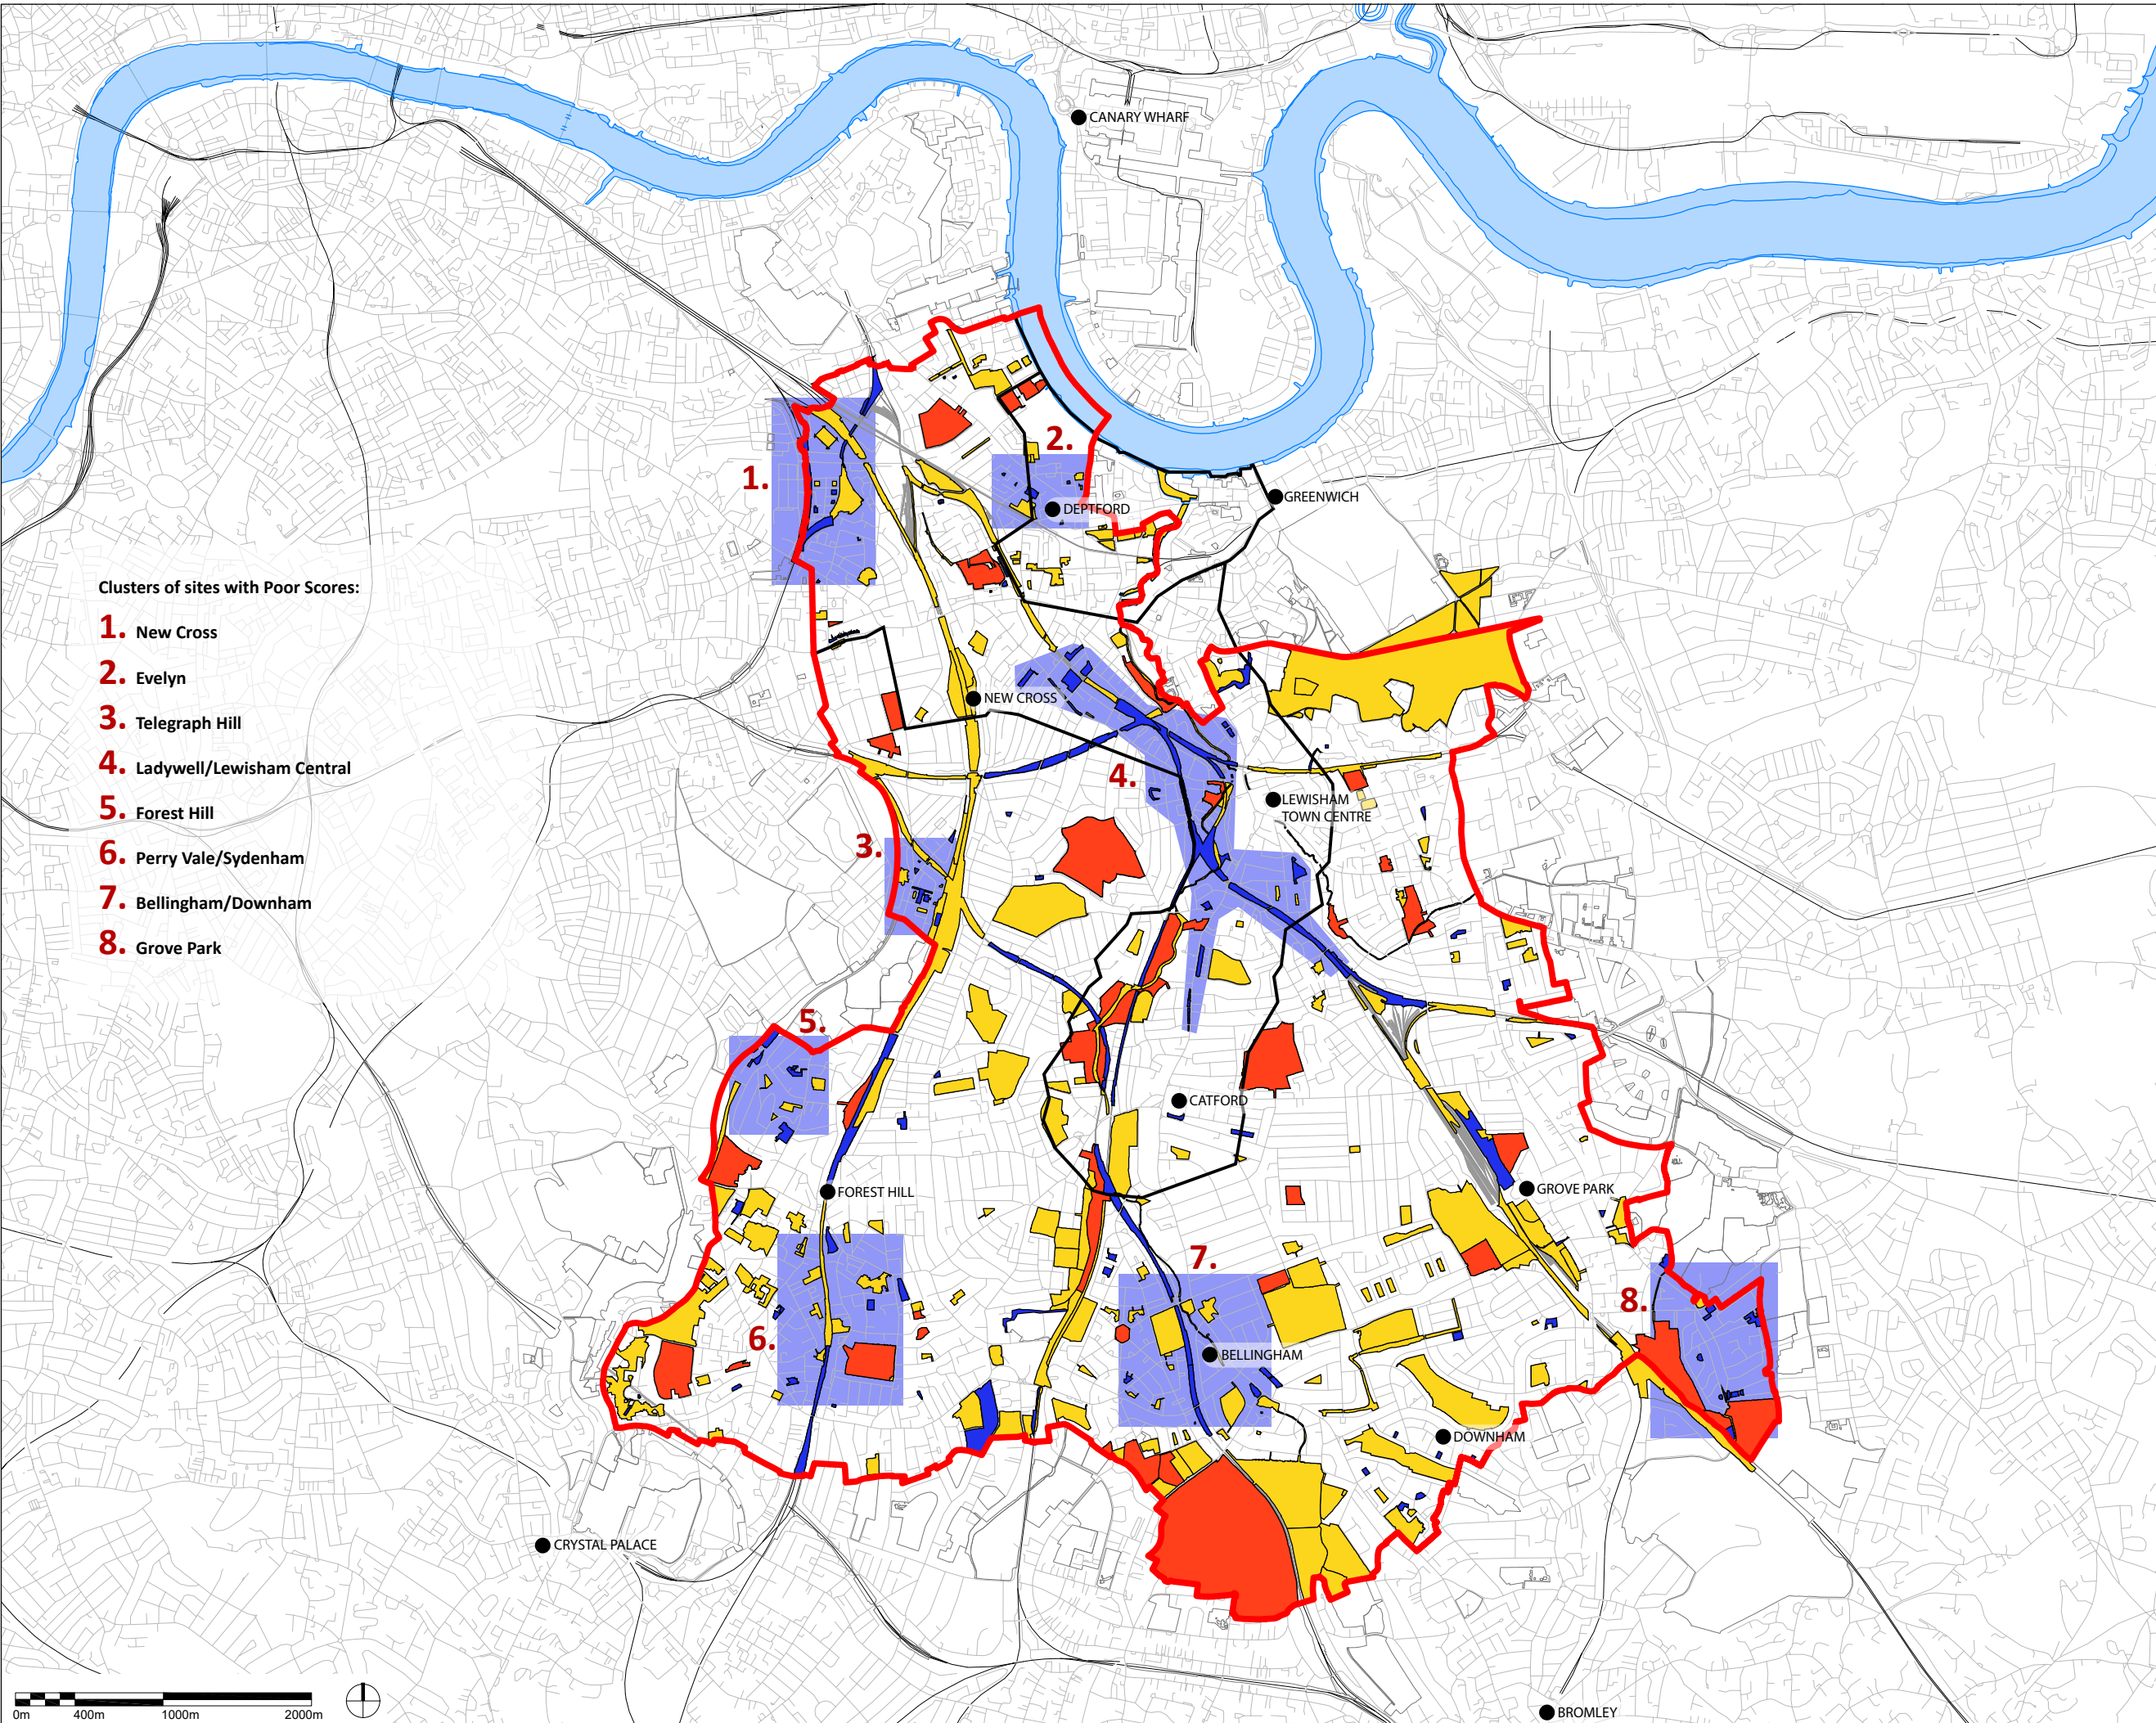 CANARY WHARF
2.
1.
DEPTFORD
GREENWICH
Clusters of sites with Poor Scores:
1. New Cross
2. Evelyn
3. Telegraph Hill
4. Ladywell/Lewisham Central
5. Forest Hill
6. Perry Vale/Sydenham
7. Bellingham/Downham
8. Grove Park
NEW CROSS
4.
LEWISHAM
TOWN CENTRE
3.
5.
CATFORD
FOREST HILL
GROVE PARK
7.
8.
6.
BELLINGHAM
DOWNHAM
CRYSTAL PALACE
BROMLEY
0m 400m 1000m 2000m